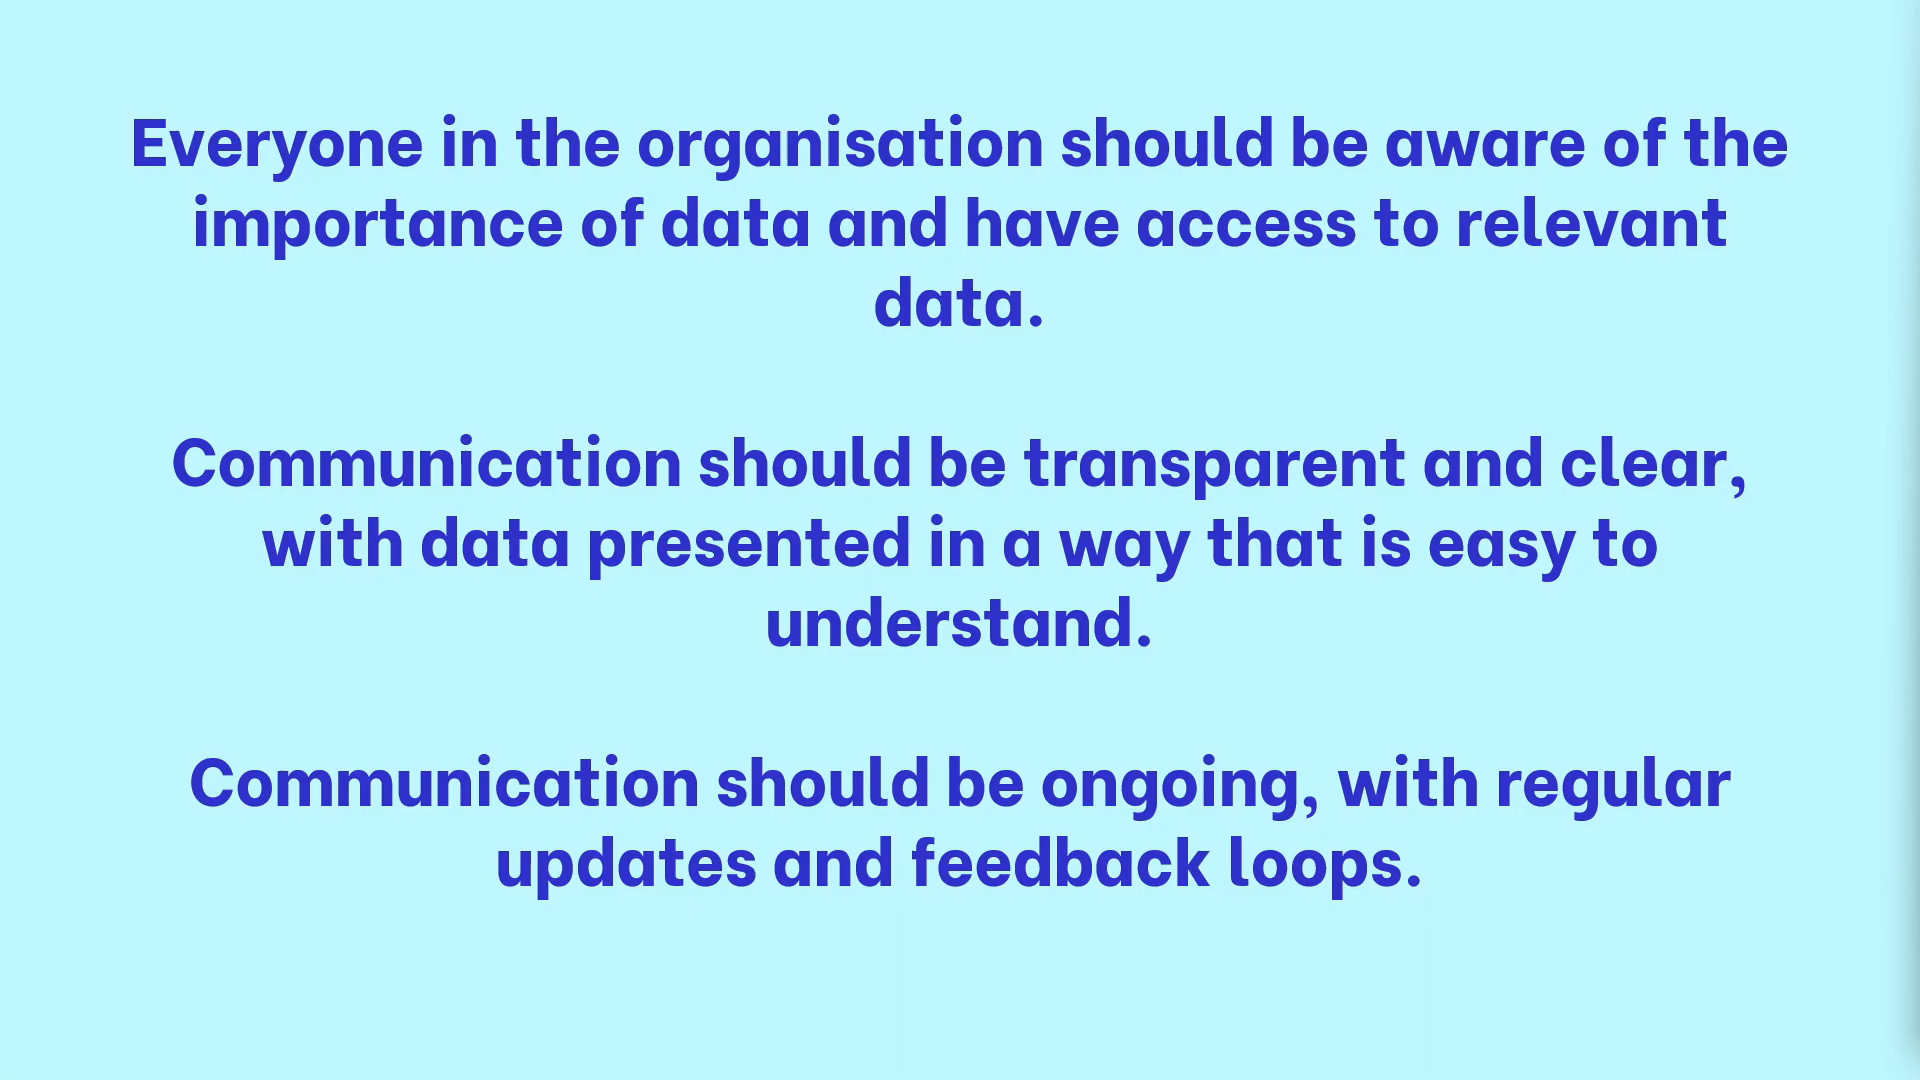 Everyone in the organisation should be aware of the
importance of data and have access to relevant
data.
Communication should be transparent and clear,
with data presented in a way that is easy to
understand.
Communication should be ongoing, with regular
updates and feedback loops.